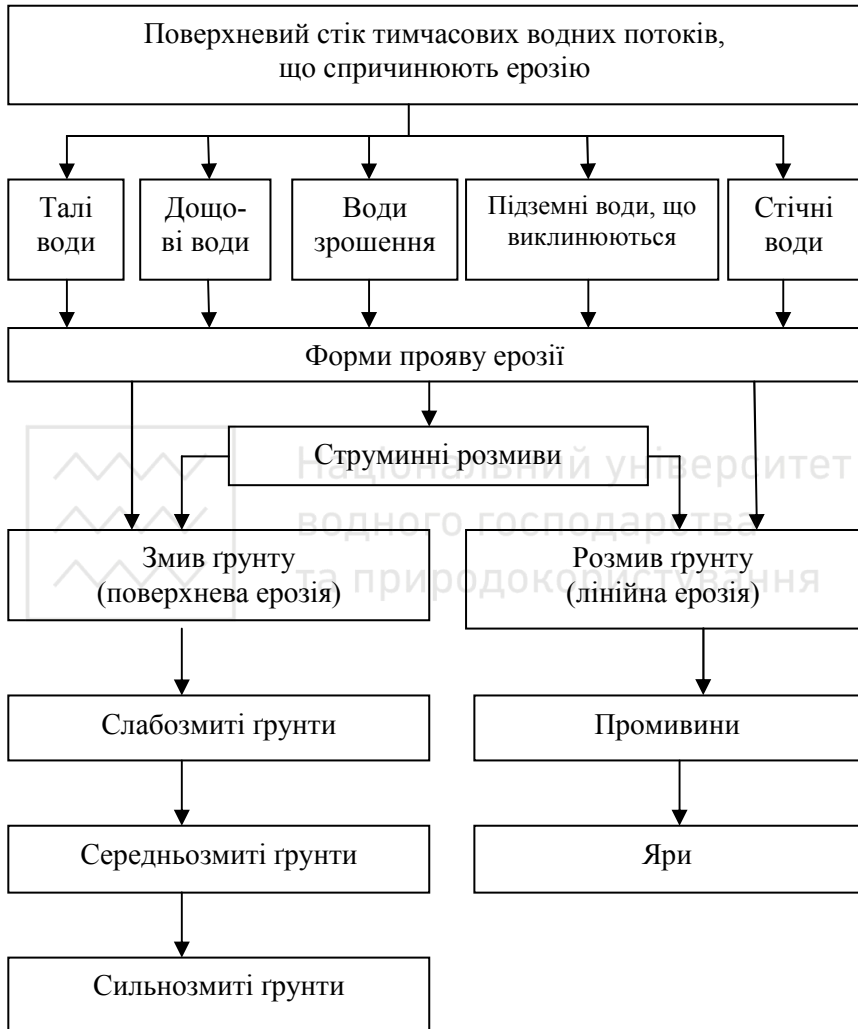 Поверхневий стік тимчасових водних потоків,
що спричинюють ерозію
Талі
води
Дощо-
ві води
Води
зрошення
Підземні води, що
виклинюються
Стічні
води
Форми прояву ерозії
Струминні розмиви
Національний університет
водного господарства
та природокористування
Змив ґрунту
(поверхнева ерозія)
Розмив ґрунту
(лінійна ерозія)
Слабозмиті ґрунти
Промивини
Середньозмиті ґрунти
Яри
Сильнозмиті ґрунти